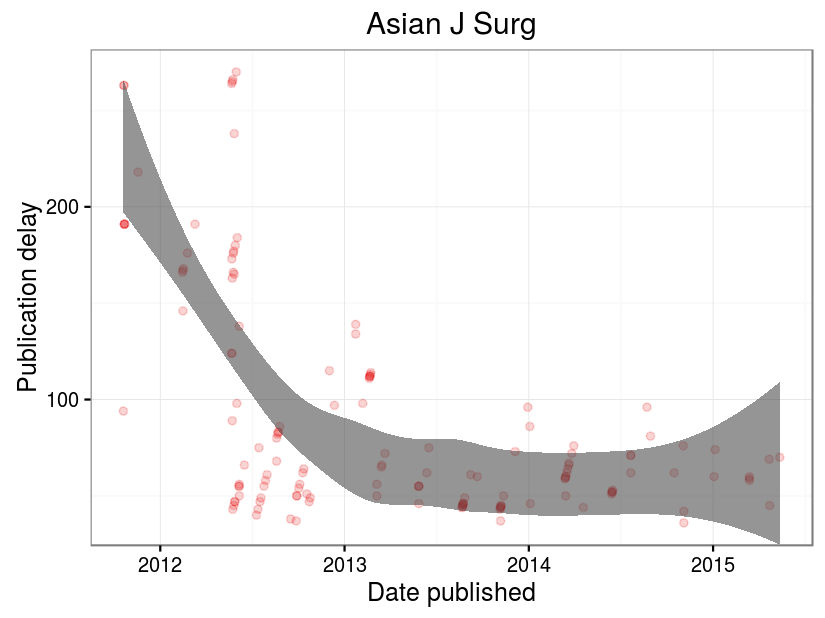 Asian J Surg
Publication delay
200
100
2012 2013 2014 2015
Date published